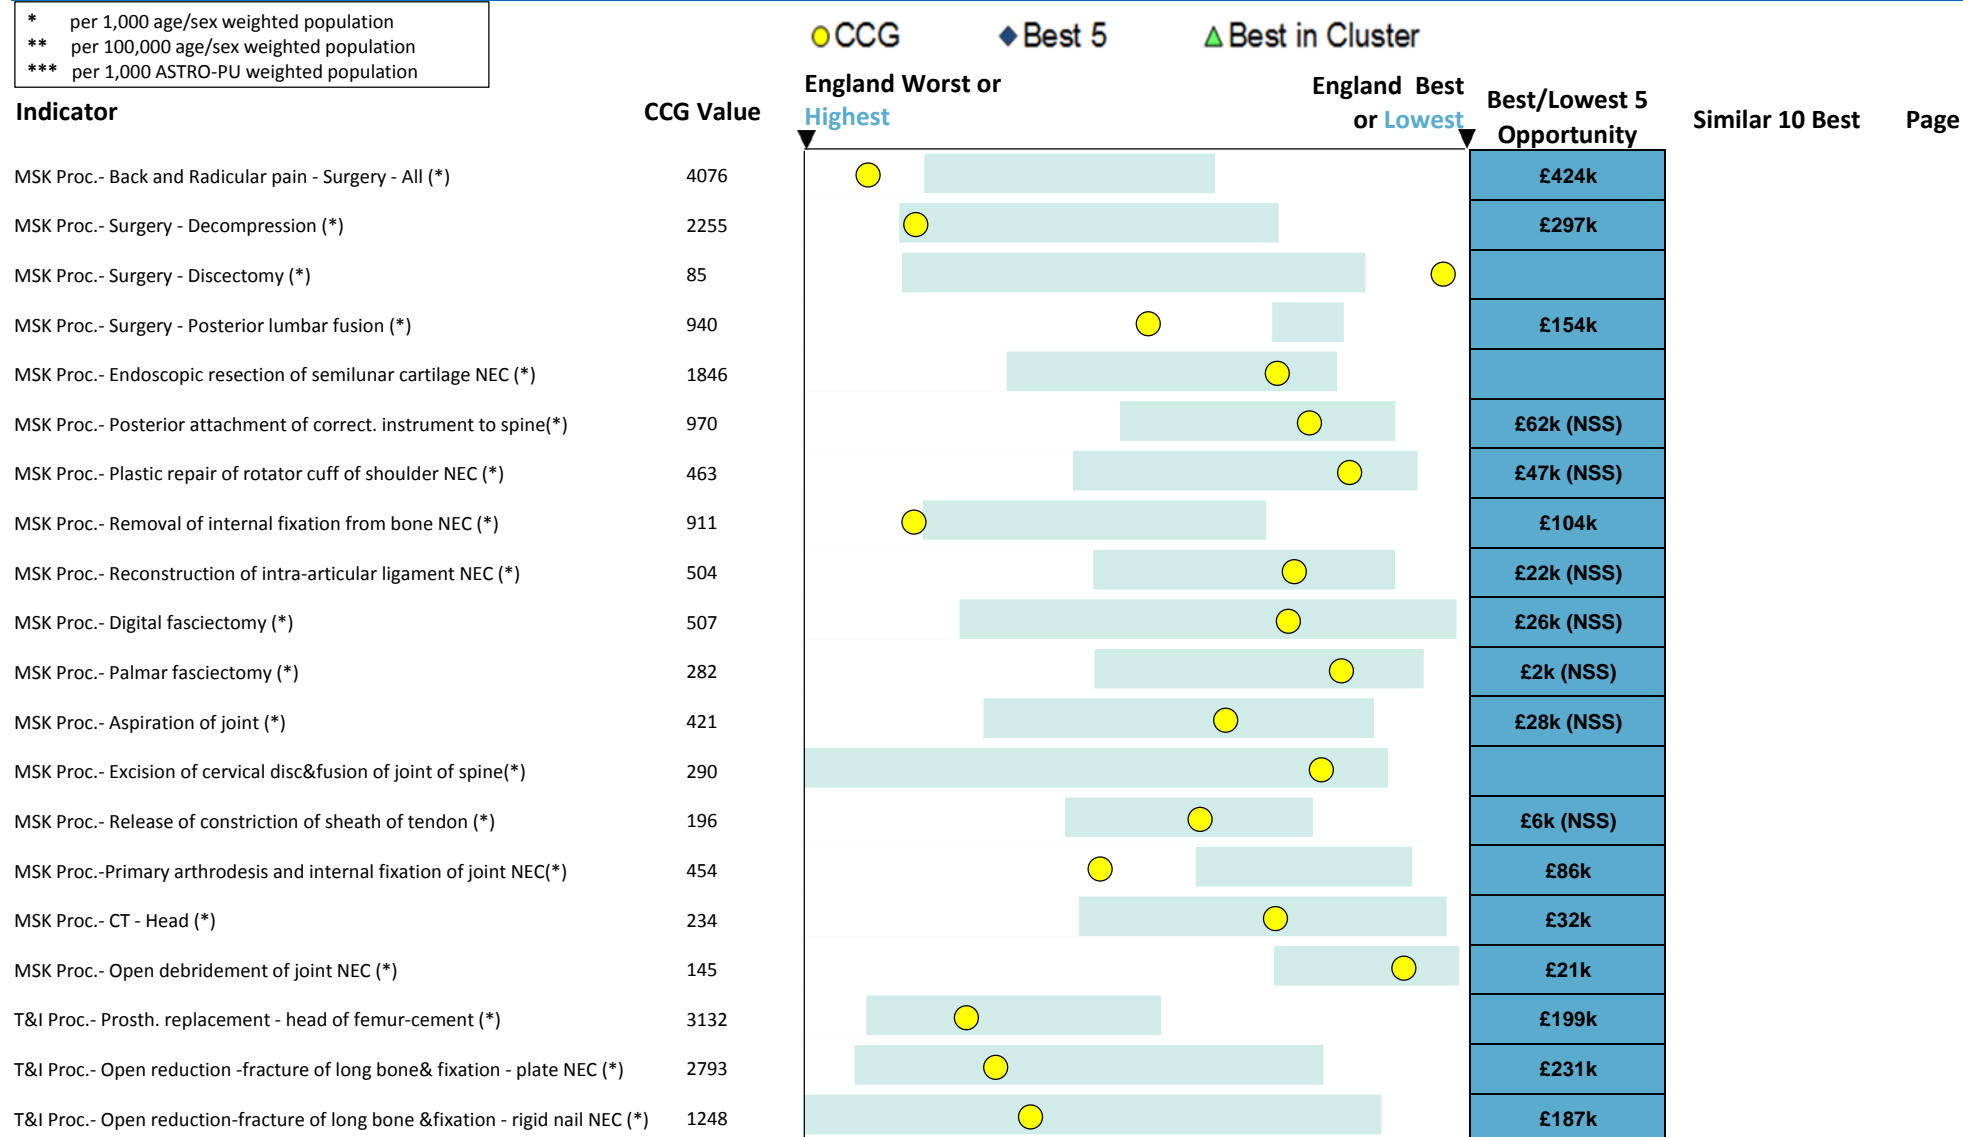 * per 1,000 age/sex weighted population
** per 100,000 age/sex weighted population
*** per 1,000 ASTRO-PU weighted population
CCG Best 5 Best in Cluster
Indicator CCG Value England Worst or Highest England Best or Lowest Best/Lowest 5 Opportunity Similar 10 Best Page
MSK Proc.- Back and Radicular pain - Surgery - All (*) 4076 £424k
MSK Proc.- Surgery - Decompression (*) 2255 £297k
MSK Proc.- Surgery - Discectomy (*) 85
MSK Proc.- Surgery - Posterior lumbar fusion (*) 940 £154k
MSK Proc.- Endoscopic resection of semilunar cartilage NEC (*) 1846
MSK Proc.- Posterior attachment of correct. instrument to spine(*) 970 £62k (NSS)
MSK Proc.- Plastic repair of rotator cuff of shoulder NEC (*) 463 £47k (NSS)
MSK Proc.- Removal of internal fixation from bone NEC (*) 911 £104k
MSK Proc.- Reconstruction of intra-articular ligament NEC (*) 504 £22k (NSS)
MSK Proc.- Digital fasciectomy (*) 507 £26k (NSS)
MSK Proc.- Palmar fasciectomy (*) 282 £2k (NSS)
MSK Proc.- Aspiration of joint (*) 421 £28k (NSS)
MSK Proc.- Excision of cervical disc&fusion of joint of spine(*) 290
MSK Proc.- Release of constriction of sheath of tendon (*) 196 £6k (NSS)
MSK Proc.-Primary arthrodesis and internal fixation of joint NEC(*) 454 £86k
MSK Proc.- CT - Head (*) 234 £32k
MSK Proc.- Open debridement of joint NEC (*) 145 £21k
T&I Proc.- Prosth. replacement - head of femur-cement (*) 3132 £199k
T&I Proc.- Open reduction -fracture of long bone& fixation - plate NEC (*) 2793 £231k
T&I Proc.- Open reduction-fracture of long bone &fixation - rigid nail NEC (*) 1248 £187k